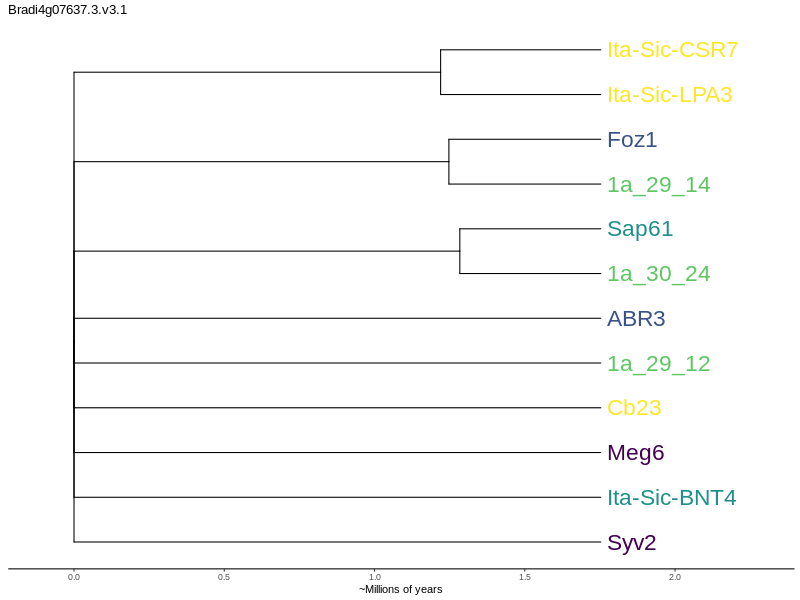 Bradi4g07637.3.v3.1
Ita-Sic-CSR7
Ita-Sic-LPA3
Foz1
1a_29_14
Sap61
1a_30_24
ABR3
1a_29_12
Cb23
Meg6
Ita-Sic-BNT4
Syv2
0.0 0.5 1.0 1.5 2.0
~Millions of years